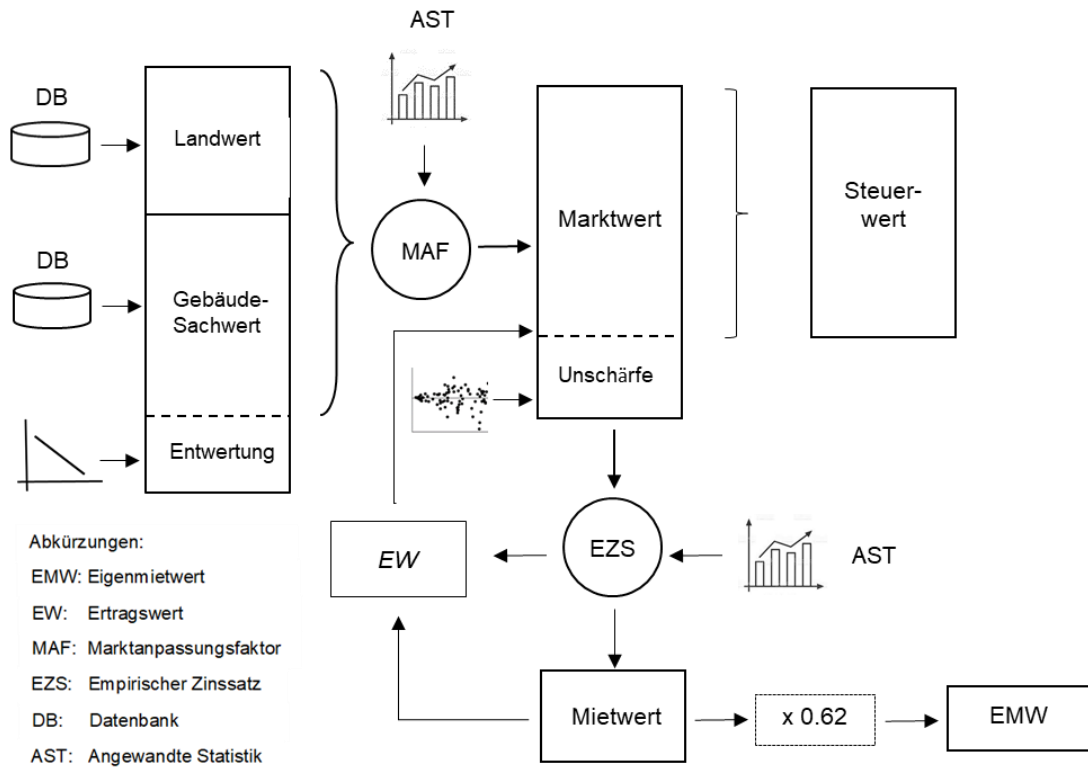 AST
DB
Landwert
DB
Gebäude-
Sachwert
Entwertung
MAF
Marktwert
Unschärfe
Steuer-
wert
EW
EZS
AST
Mietwert
x 0.62
EMW
Abkürzungen:
EMW: Eigenmietwert
EW: Ertragswert
MAF: Marktanpassungsfaktor
EZS: Empirischer Zinssatz
DB: Datenbank
AST: Angewandte Statistik